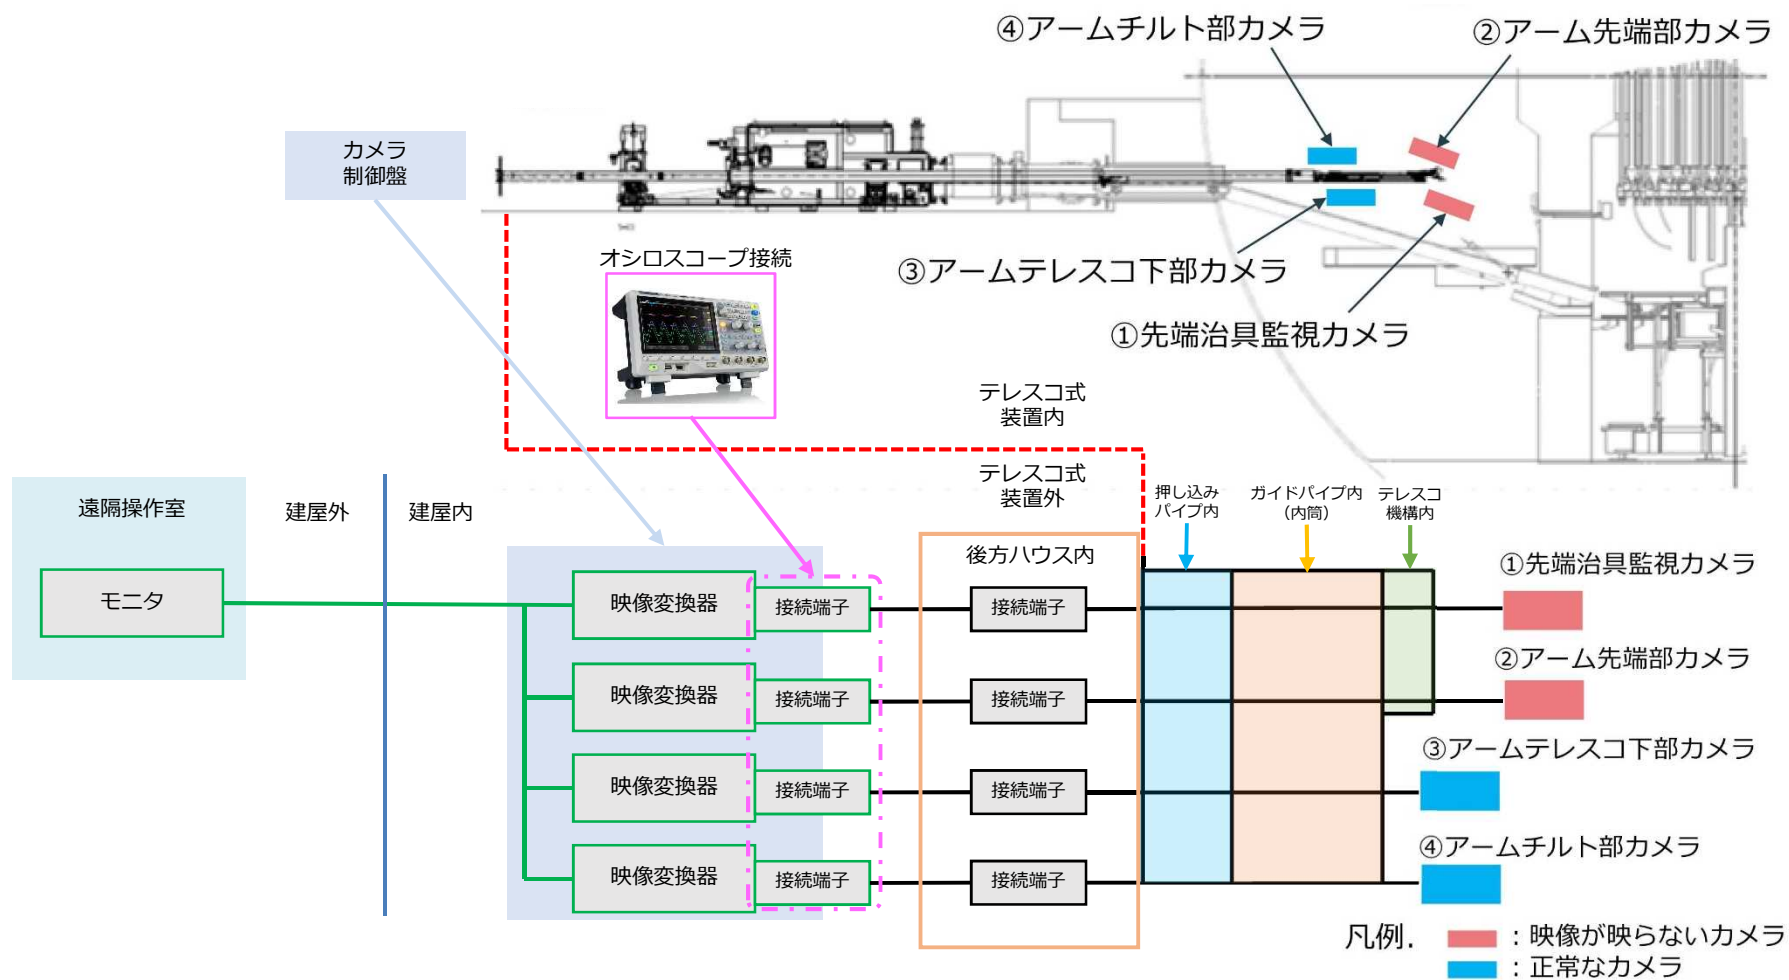 ④アームチルト部カメラ
②アーム先端部カメラ
カメラ
制御盤
オシロスコープ接続
③アームテレスコ下部カメラ
①先端治具監視カメラ
テレスコ式
装置内
テレスコ式
装置外
遠隔操作室
建屋外
建屋内
押し込み
パイプ内
ガイドパイプ内
(内筒)
テレスコ
機構内
後方ハウス内
モニタ
映像変換器
接続端子
接続端子
①先端治具監視カメラ
映像変換器
接続端子
接続端子
②アーム先端部カメラ
映像変換器
接続端子
接続端子
③アームテレスコ下部カメラ
映像変換器
接続端子
接続端子
④アームチルト部カメラ
凡例.
：映像が映らないカメラ
：正常なカメラ